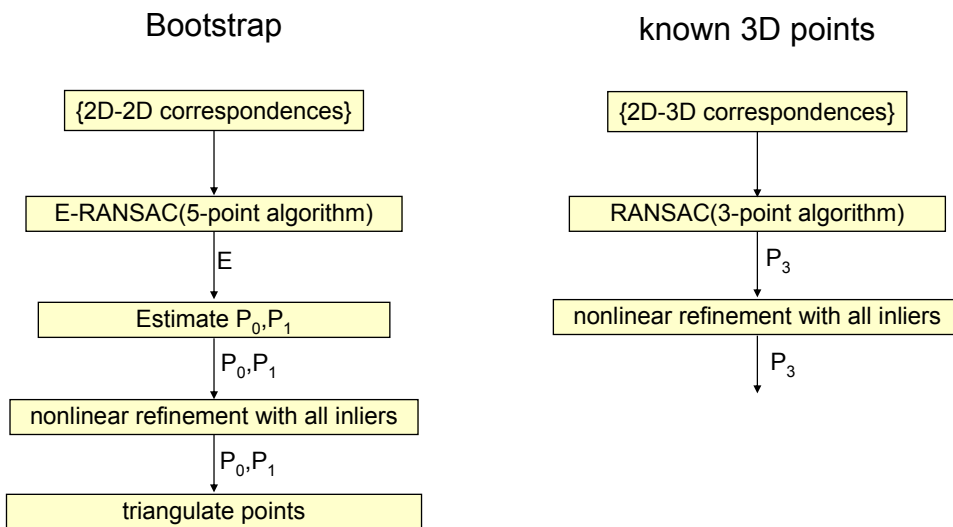 Bootstrap
{2D-2D correspondences}
E-RANSAC(5-point algorithm)
E
Estimate P₀,P₁
P₀,P₁
nonlinear refinement with all inliers
P₀,P₁
triangulate points
known 3D points
{2D-3D correspondences}
RANSAC(3-point algorithm)
P₃
nonlinear refinement with all inliers
P₃